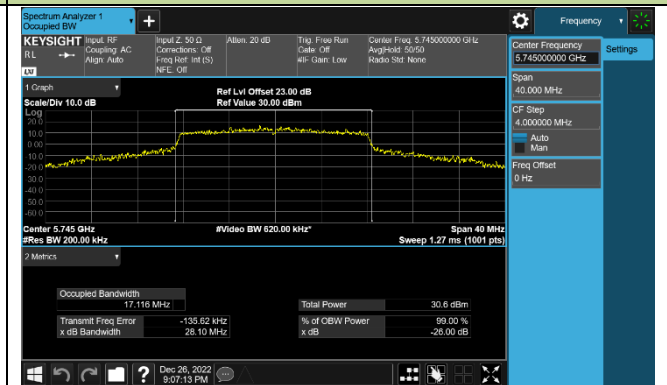 Spectrum Analyzer 1
Occupied BW
+
Frequency
KEYSIGHT
RL
Input: RF
Coupling: AC
Align: Auto
Input Z: 50 Ω
Corrections: Off
Freq Ref: Int (S)
NFE: Off
Atten: 20 dB
Trig: Free Run
Gate: Off
#IF Gain: Low
Center Freq: 5.745000000 GHz
Avg|Hold: 50/50
Radio Std: None
LXI
Center Frequency
5.745000000 GHz
Settings
Span
40.000 MHz
CF Step
4.000000 MHz
Auto
Man
Freq Offset
0 Hz
1 Graph
Scale/Div 10.0 dB
Ref Lvl Offset 23.00 dB
Ref Value 30.00 dBm
Log
20.0
10.0
0.00
-10.0
-20.0
-30.0
-40.0
-50.0
-60.0
Center 5.745 GHz
#Res BW 200.00 kHz
#Video BW 620.00 kHz*
Span 40 MHz
Sweep 1.27 ms (1001 pts)
2 Metrics
Occupied Bandwidth
17.116 MHz
Total Power 30.6 dBm
Transmit Freq Error -135.62 kHz
% of OBW Power 99.00 %
x dB Bandwidth 28.10 MHz
x dB -26.00 dB
?
Dec 26, 2022
9:07:13 PM